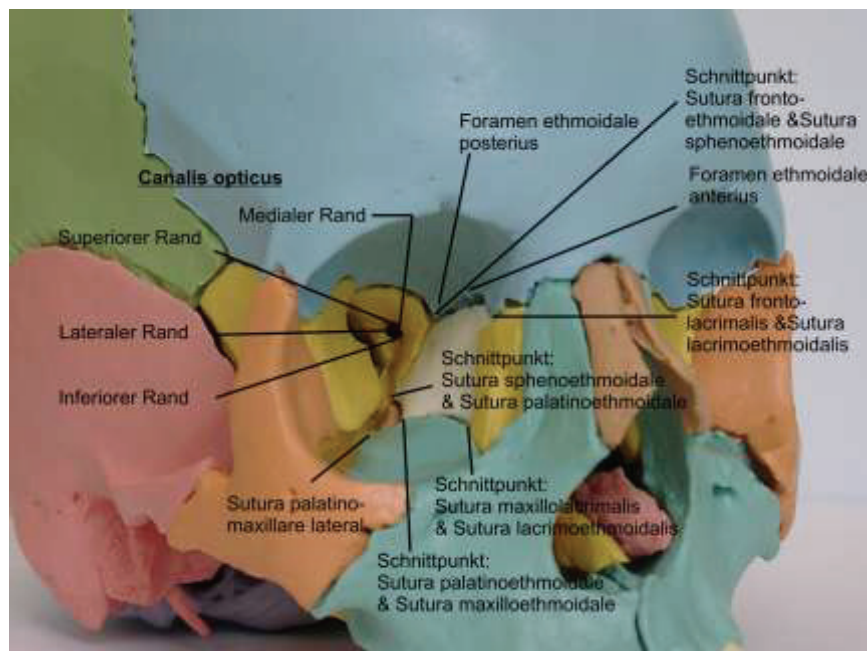 Schnittpunkt:
Sutura fronto-
ethmoidale &Sutura
sphenoethmoidale
Foramen ethmoidale
posterius
Foramen ethmoidale
anterius
Canalis opticus
Medialer Rand
Superiorer Rand
Schnittpunkt:
Sutura fronto-
lacrimalis &Sutura
lacrimoethmoidalis
Lateraler Rand
Schnittpunkt:
Sutura sphenoethmoidale
& Sutura palatinoethmoidale
Inferiorer Rand
Schnittpunkt:
Sutura maxillolacrimalis
& Sutura lacrimoethmoidalis
Sutura palatino-
maxillare lateral
Schnittpunkt:
Sutura palatinoethmoidale
& Sutura maxilloethmoidale